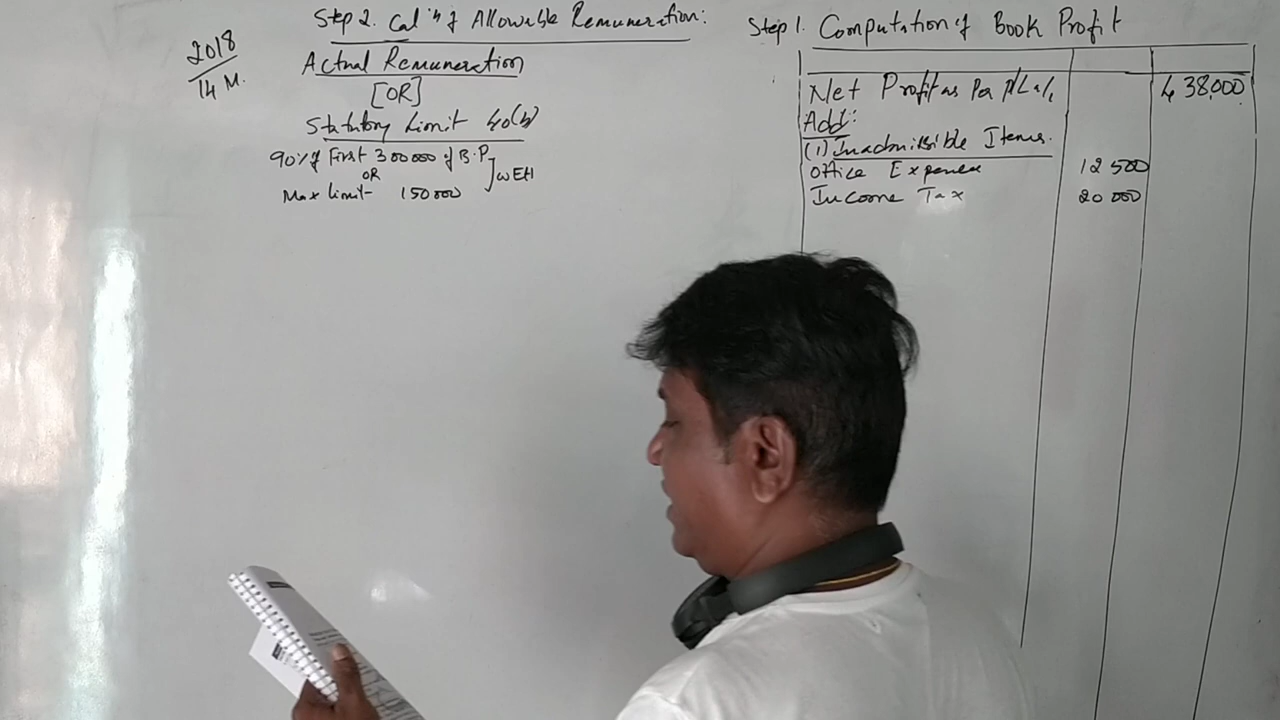 2018
14 M.
Step 2. Calⁿ of Allowable Remuneration:
Actual Remuneration
[OR]
Statutory Limit 40(b)
90% of First 300000 of B.P
OR
Max Limit- 150000
] WEH
Step 1. Computation of Book Profit
Net Profit as Per P/L a/c 4,38,000
Add:
(1) Inadmissible Items.
Office Expenses 12 500
Income Tax 20 000